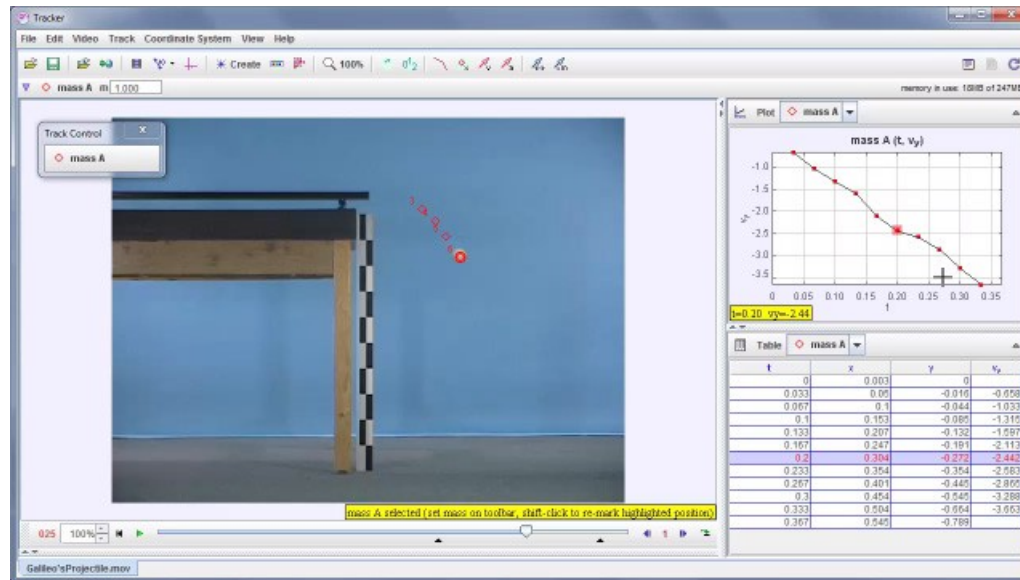 Tracker
File Edit Video Track Coordinate System View Help
Create 100%
mass A m 1.000
memory in use: 18MB of 247MB
Track Control x
mass A
Plot mass A
mass A (t, vy)
-1.0
-1.5
-2.0
-2.5
-3.0
-3.5
vy
0 0.05 0.10 0.15 0.20 0.25 0.30 0.35
t
t=0.20 vy=-2.44
Table mass A
t x y vy
0 0.003 0
0.033 0.05 -0.016 -0.658
0.067 0.1 -0.044 -1.033
0.1 0.153 -0.085 -1.315
0.133 0.207 -0.132 -1.597
0.167 0.247 -0.191 -2.113
0.2 0.304 -0.272 -2.442
0.233 0.354 -0.354 -2.583
0.267 0.401 -0.445 -2.865
0.3 0.454 -0.545 -3.288
0.333 0.504 -0.664 -3.663
0.367 0.545 -0.789
mass A selected (set mass on toolbar, shift-click to re-mark highlighted position)
025 100% 1
Galileo'sProjectile.mov